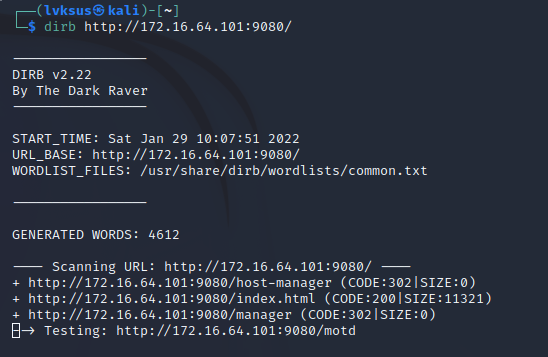 ┌──(lvksus㉿kali)-[~]
└─$ dirb http://172.16.64.101:9080/
-----------------
DIRB v2.22
By The Dark Raver
-----------------
START_TIME: Sat Jan 29 10:07:51 2022
URL_BASE: http://172.16.64.101:9080/
WORDLIST_FILES: /usr/share/dirb/wordlists/common.txt
-----------------
GENERATED WORDS: 4612
---- Scanning URL: http://172.16.64.101:9080/ ----
+ http://172.16.64.101:9080/host-manager (CODE:302|SIZE:0)
+ http://172.16.64.101:9080/index.html (CODE:200|SIZE:11321)
+ http://172.16.64.101:9080/manager (CODE:302|SIZE:0)
--> Testing: http://172.16.64.101:9080/motd